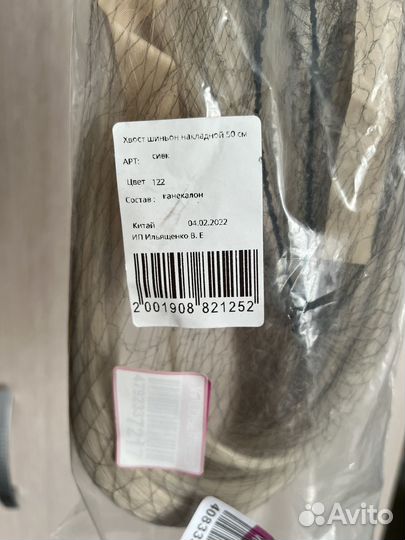 Хвост шиньон накладной 50 см
АРТ: сивк
Цвет 122
Состав : канекалон
Китай 04.02.2022
ИП Ильященко В. Е
2 001908 821252
Avito